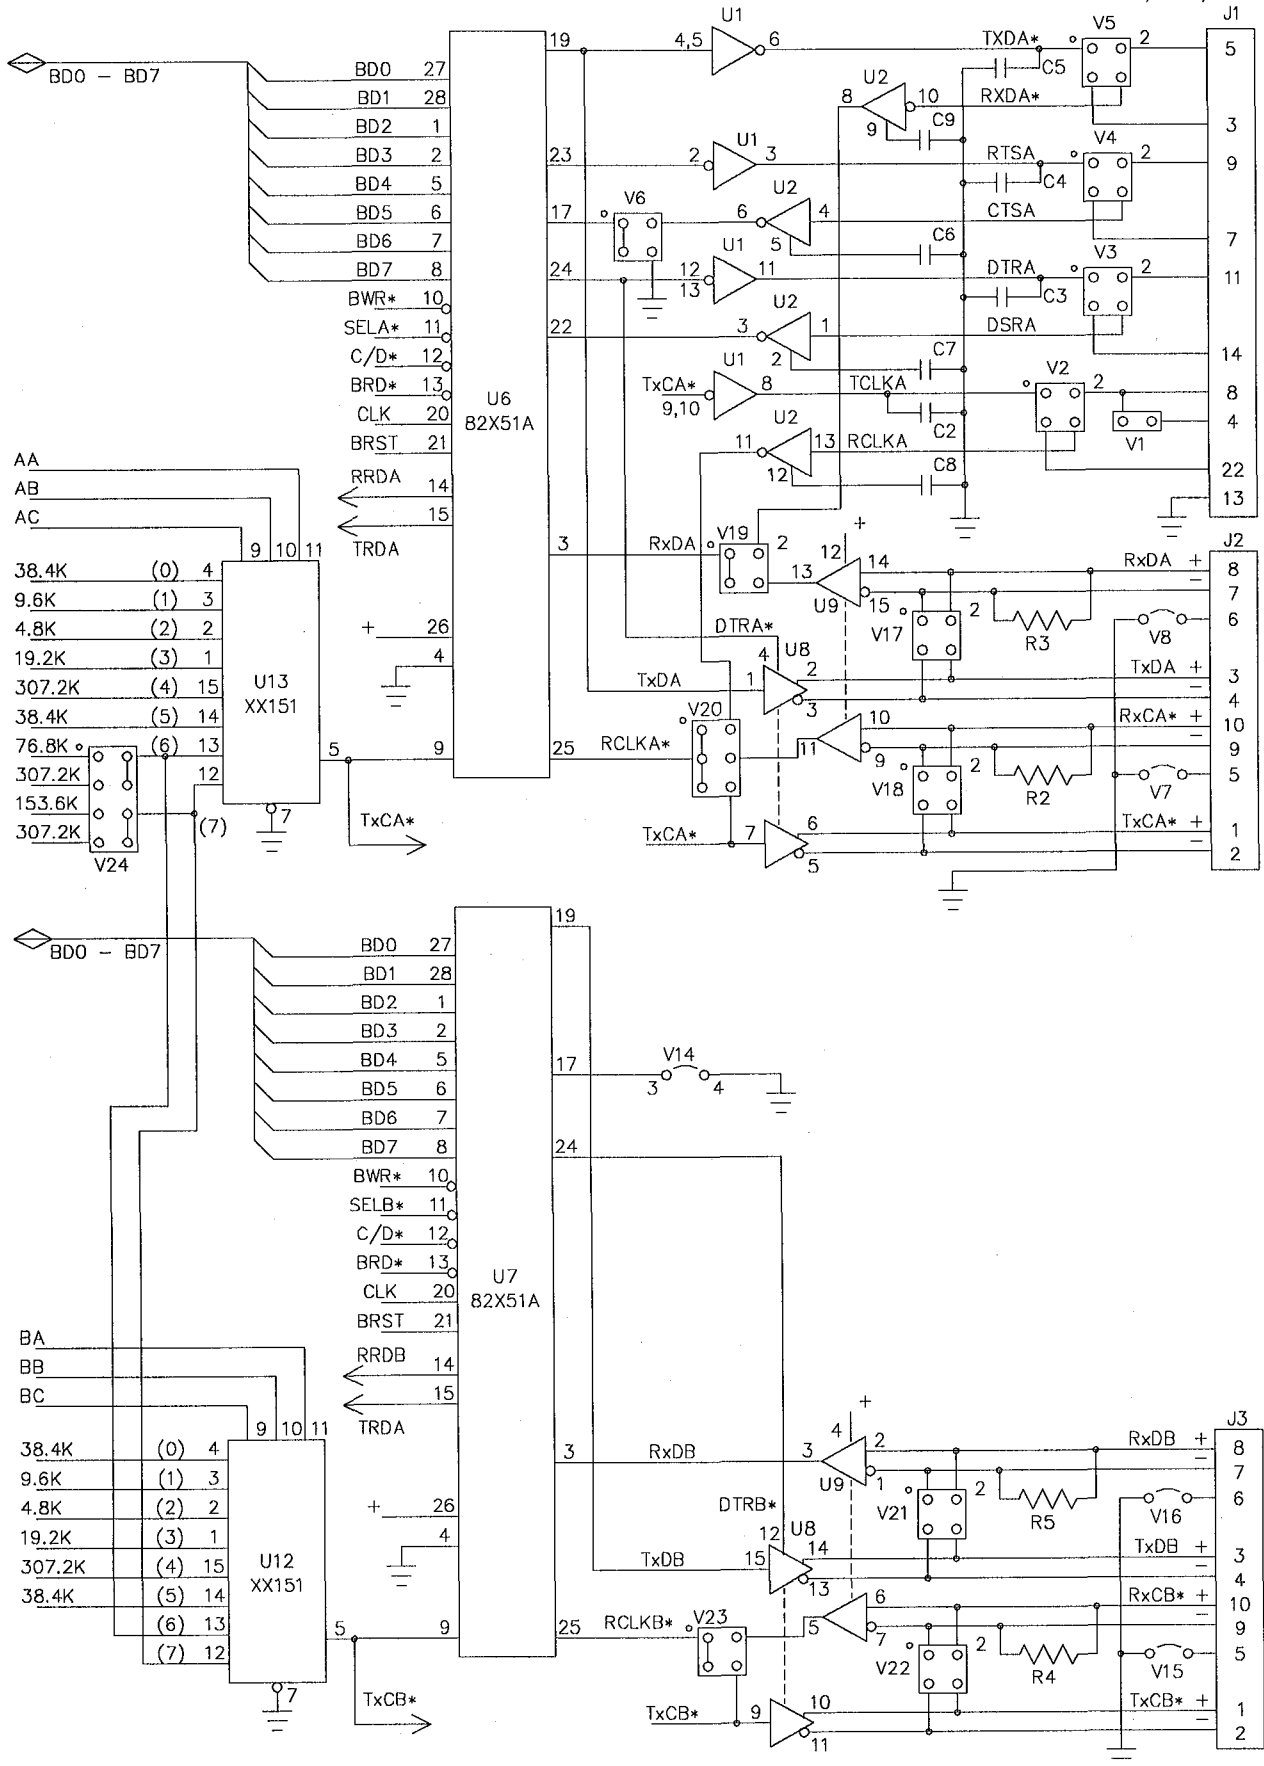 J1
U1
V5
19
4,5
6
TXDA*
2
5
C5
BD0 - BD7
BD0 27
BD1 28
BD2 1
BD3 2
BD4 5
BD5 6
BD6 7
BD7 8
BWR* 10
SELA* 11
C/D* 12
BRD* 13
CLK 20
BRST 21
RRDA 14
15
TRDA
U6
82X51A
U2
8
10
RXDA*
9
C9
3
V4
U1
23
2
3
RTSA
2
9
C4
V6
U2
17
6
4
CTSA
5
C6
7
V3
U1
24
12
13
11
DTRA
2
11
C3
U2
22
3
1
DSRA
2
C7
14
V2
U1
TxCA*
9,10
8
TCLKA
2
8
C2
V1
4
U2
11
13
RCLKA
12
C8
22
13
AA
AB
AC
9 10 11
38.4K (0) 4
9.6K (1) 3
4.8K (2) 2
19.2K (3) 1
307.2K (4) 15
38.4K (5) 14
76.8K (6) 13
307.2K 12
153.6K
307.2K
(7)
V24
U13
XX151
5
7
TxCA*
+ 26
4
9
3
RxDA
V19
2
+
12
14
13
U9
15
RxDA +
-
J2
8
7
V17
2
R3
V8
6
DTRA*
4
U8
TxDA
1
2
3
TxDA +
-
3
4
V20
25
RCLKA*
10
11
9
RxCA* +
-
10
9
V18
2
R2
V7
5
TxCA*
7
6
5
TxCA* +
-
1
2
BD0 - BD7
BD0 27
BD1 28
BD2 1
BD3 2
BD4 5
BD5 6
BD6 7
BD7 8
BWR* 10
SELB* 11
C/D* 12
BRD* 13
CLK 20
BRST 21
RRDB 14
15
TRDA
U7
82X51A
19
17
V14
3
4
24
BA
BB
BC
9 10 11
38.4K (0) 4
9.6K (1) 3
4.8K (2) 2
19.2K (3) 1
307.2K (4) 15
38.4K (5) 14
(6) 13
(7) 12
U12
XX151
5
7
TxCB*
+ 26
4
9
3
RxDB
+
4
3
2
U9
1
RxDB +
-
J3
8
7
V21
2
R5
V16
6
DTRB*
12
U8
TxDB
15
14
13
TxDB +
-
3
4
25
RCLKB*
V23
6
5
7
RxCB* +
-
10
9
V22
2
R4
V15
5
TxCB*
9
10
11
TxCB* +
-
1
2